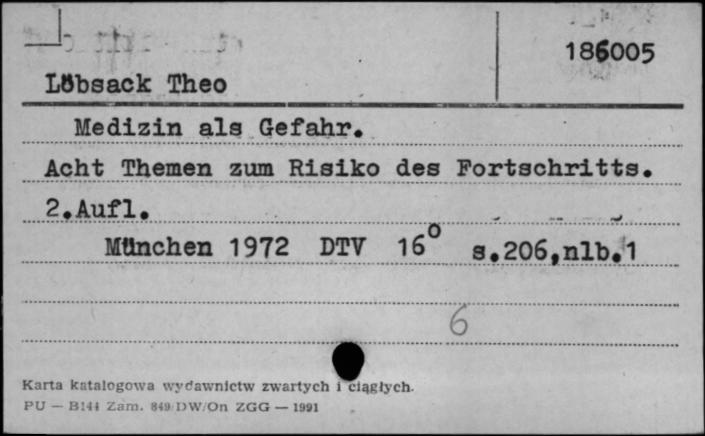 186005
Löbsack Theo
Medizin als Gefahr.
Acht Themen zum Risiko des Fortschritts.
2.Aufl.
München 1972 DTV 16° s.206,nlb.1
6
Karta katalogowa wydawnictw zwartych i ciągłych.
PU — B144 Zam. 849/DW/On ZGG — 1991